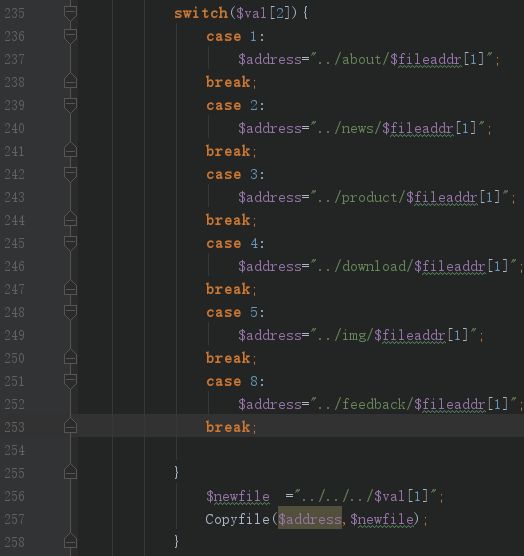 235 switch($val[2]){
236 case 1:
237 $address="../about/$fileaddr[1]";
238 break;
239 case 2:
240 $address="../news/$fileaddr[1]";
241 break;
242 case 3:
243 $address="../product/$fileaddr[1]";
244 break;
245 case 4:
246 $address="../download/$fileaddr[1]";
247 break;
248 case 5:
249 $address="../img/$fileaddr[1]";
250 break;
251 case 8:
252 $address="../feedback/$fileaddr[1]";
253 break;
254
255 }
256 $newfile  ="../../../$val[1]";
257 Copyfile($address,$newfile);
258 }